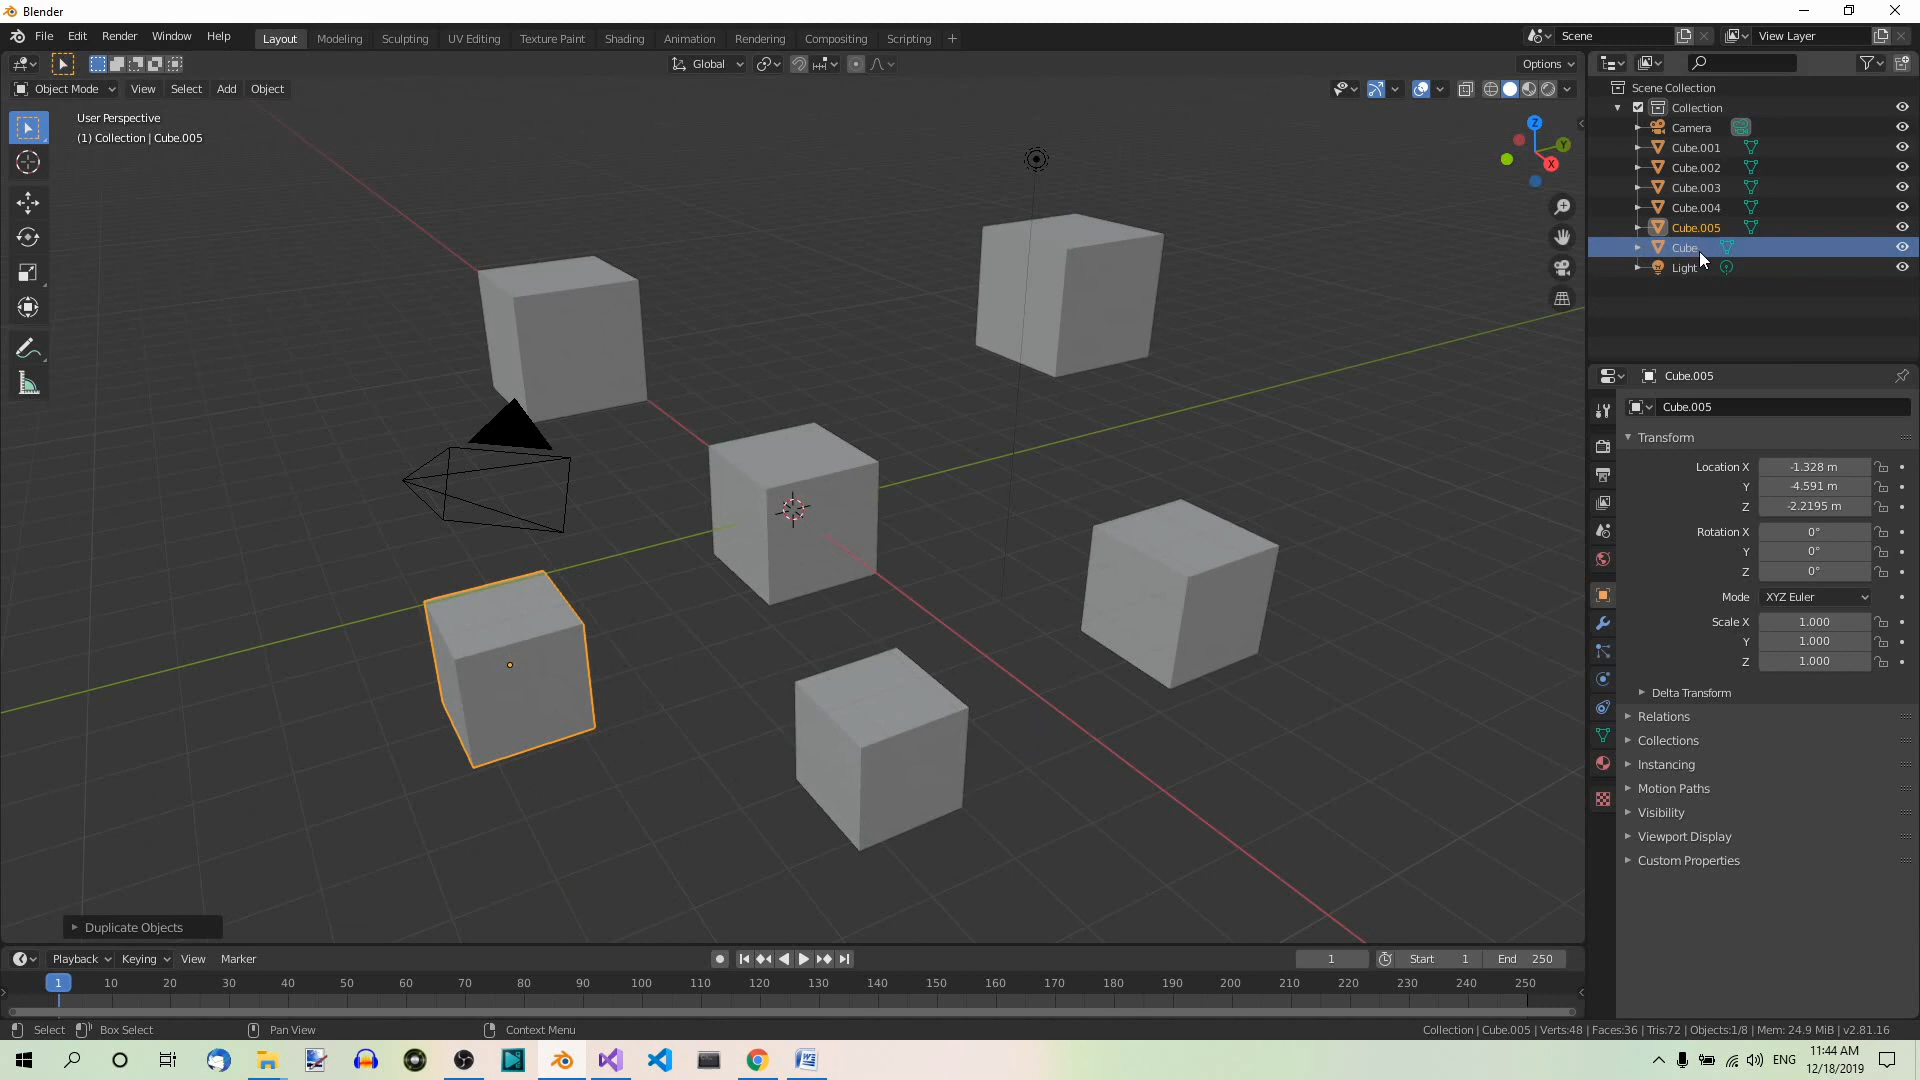 Blender
File Edit Render Window Help Layout Modeling Sculpting UV Editing Texture Paint Shading Animation Rendering Compositing Scripting + Scene View Layer
Global Options
Object Mode View Select Add Object
User Perspective
(1) Collection | Cube.005
Z
Y
X
Scene Collection
Collection
Camera
Cube.001
Cube.002
Cube.003
Cube.004
Cube.005
Cube
Light
Cube.005
Cube.005
Transform
Location X -1.328 m
Y -4.591 m
Z -2.2195 m
Rotation X 0°
Y 0°
Z 0°
Mode XYZ Euler
Scale X 1.000
Y 1.000
Z 1.000
Delta Transform
Relations
Collections
Instancing
Motion Paths
Visibility
Viewport Display
Custom Properties
Duplicate Objects
Playback Keying View Marker 1 Start 1 End 250
1 10 20 30 40 50 60 70 80 90 100 110 120 130 140 150 160 170 180 190 200 210 220 230 240 250
Select Box Select Pan View Context Menu Collection | Cube.005 | Verts:48 | Faces:36 | Tris:72 | Objects:1/8 | Mem: 24.9 MiB | v2.81.16
ENG 11:44 AM
12/18/2019